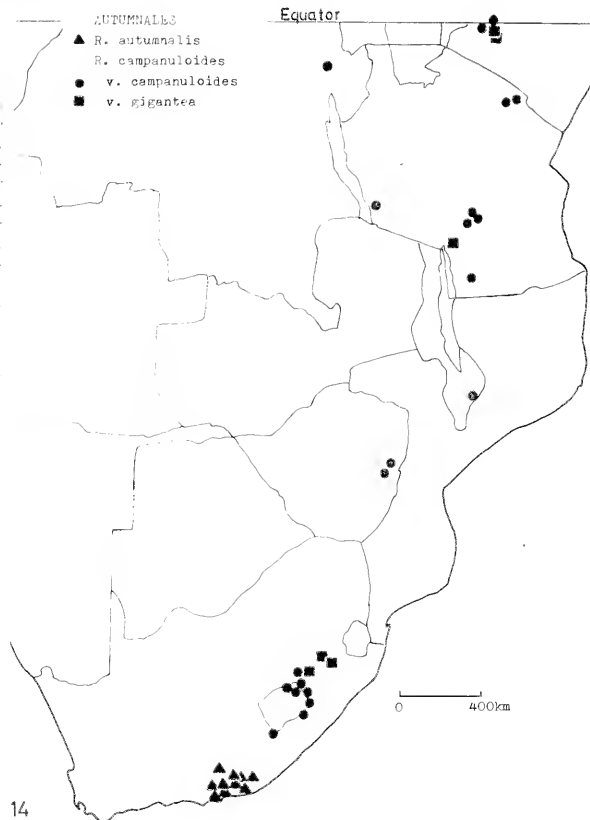 Equator
AUTUMNALES
▲ R. autumnalis
R. campanuloides
● v. campanuloides
■ v. gigantea
0 400km
14